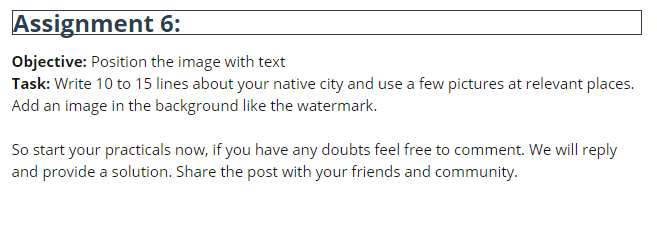 Assignment 6:
Objective: Position the image with text
Task: Write 10 to 15 lines about your native city and use a few pictures at relevant places.
Add an image in the background like the watermark.
So start your practicals now, if you have any doubts feel free to comment. We will reply
and provide a solution. Share the post with your friends and community.